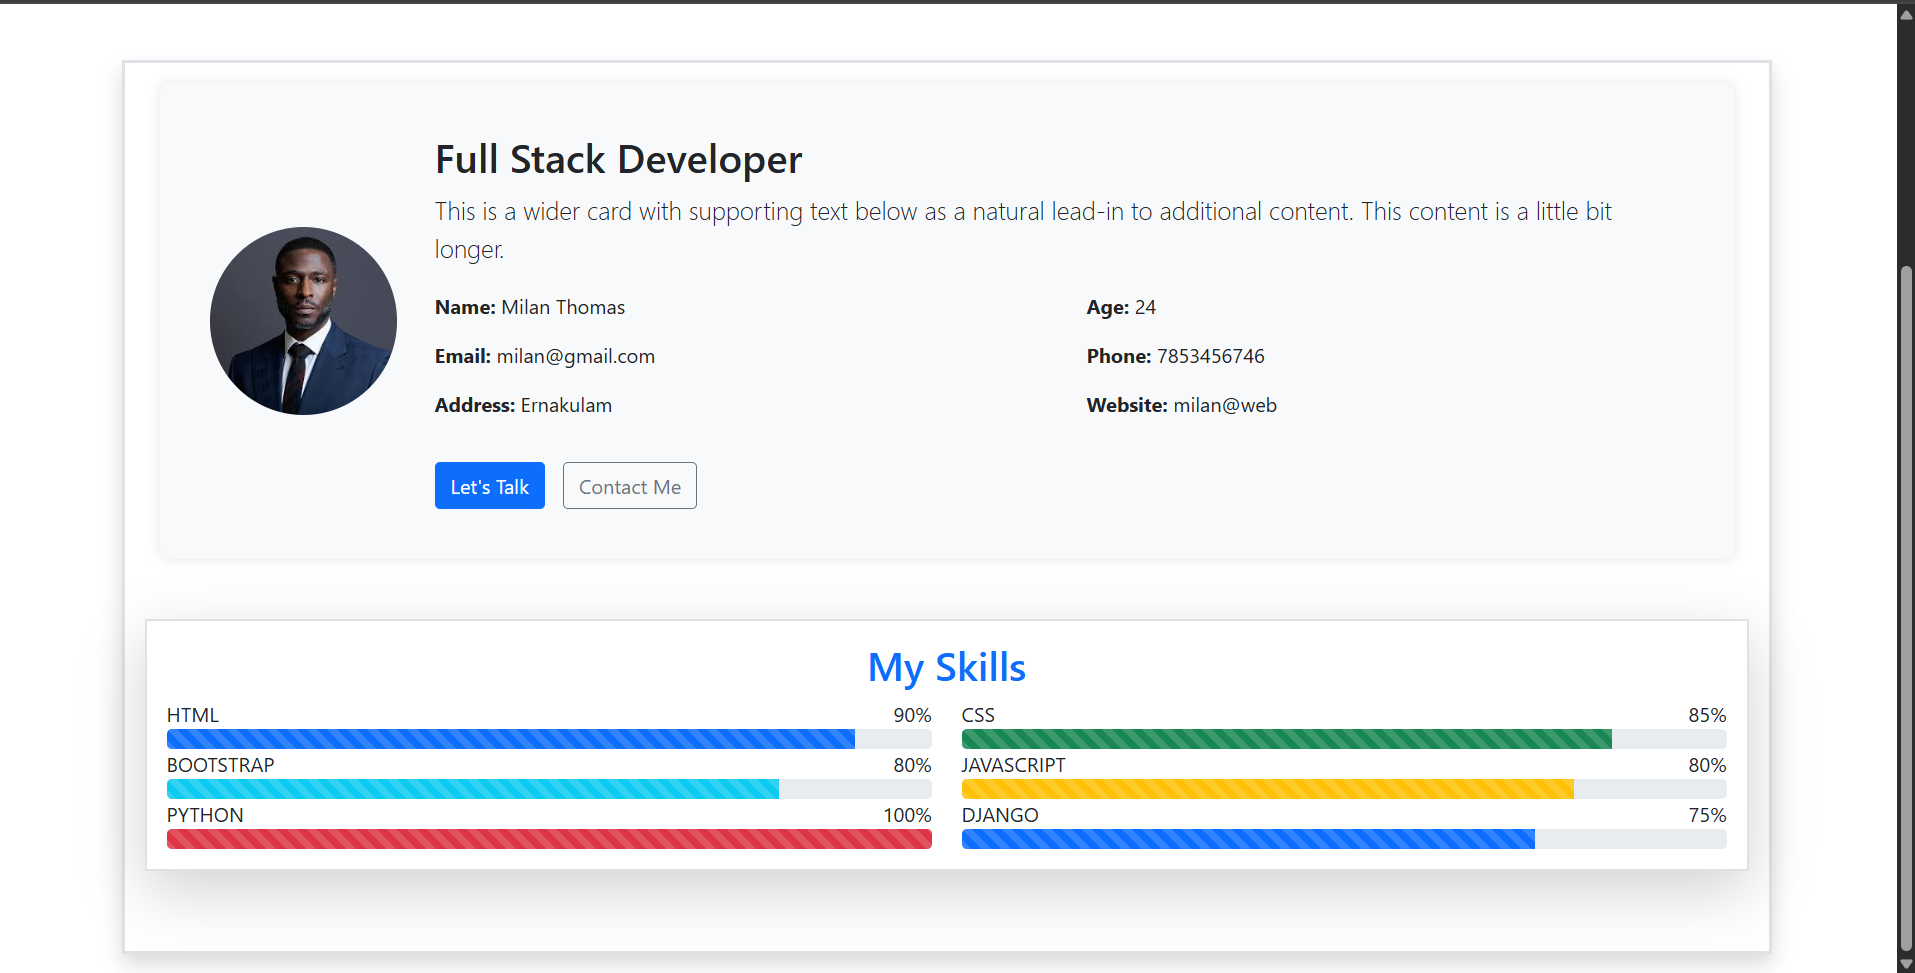 Full Stack Developer
This is a wider card with supporting text below as a natural lead-in to additional content. This content is a little bit
longer.
Name: Milan Thomas
Age: 24
Email: milan@gmail.com
Phone: 7853456746
Address: Ernakulam
Website: milan@web
Let's Talk
Contact Me
My Skills
HTML 90%
CSS 85%
BOOTSTRAP 80%
JAVASCRIPT 80%
PYTHON 100%
DJANGO 75%